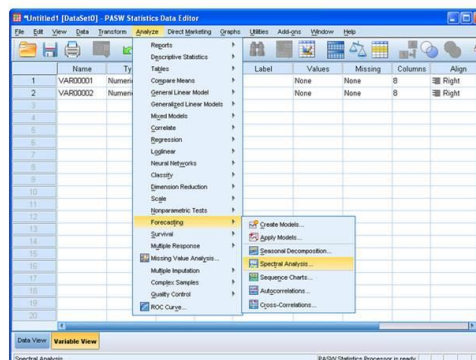 *Untitled1 [DataSet0] - PASW Statistics Data Editor
File Edit View Data Transform Analyze Direct Marketing Graphs Utilities Add-ons Window Help
Name Ty Label Values Missing Columns Align
1 VAR00001 Numeric None None 8 Right
2 VAR00002 Numeric None None 8 Right
3
4
5
6
7
8
9
10
11
12
13
14
15
16
17
18
19
20
Reports
Descriptive Statistics
Tables
Compare Means
General Linear Model
Generalized Linear Models
Mixed Models
Correlate
Regression
Loglinear
Neural Networks
Classify
Dimension Reduction
Scale
Nonparametric Tests
Forecasting
Survival
Multiple Response
Missing Value Analysis...
Multiple Imputation
Complex Samples
Quality Control
ROC Curve...
Create Models...
Apply Models...
Seasonal Decomposition...
Spectral Analysis...
Sequence Charts...
Autocorrelations...
Cross-Correlations...
Data View Variable View
Spectral Analysis PASW Statistics Processor is ready